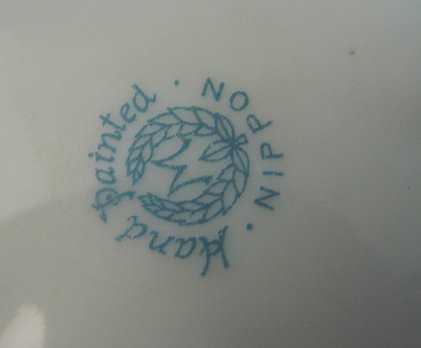 Hand painted · NIPPON ·
M